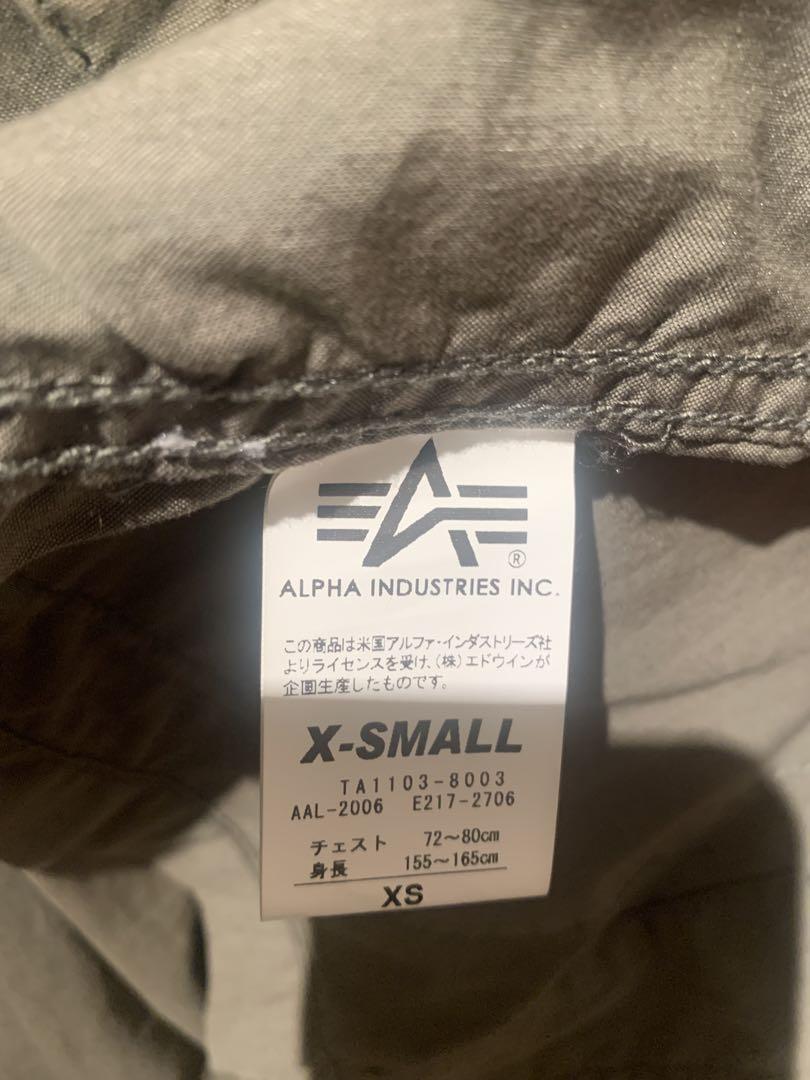 ®
ALPHA INDUSTRIES INC.
この商品は米国アルファ・インダストリーズ社
よりライセンスを受け、(株)エドウインが
企画生産したものです。
X-SMALL
TA1103-8003
AAL-2006 E217-2706
チェスト 72～80cm
身長 155～165cm
XS